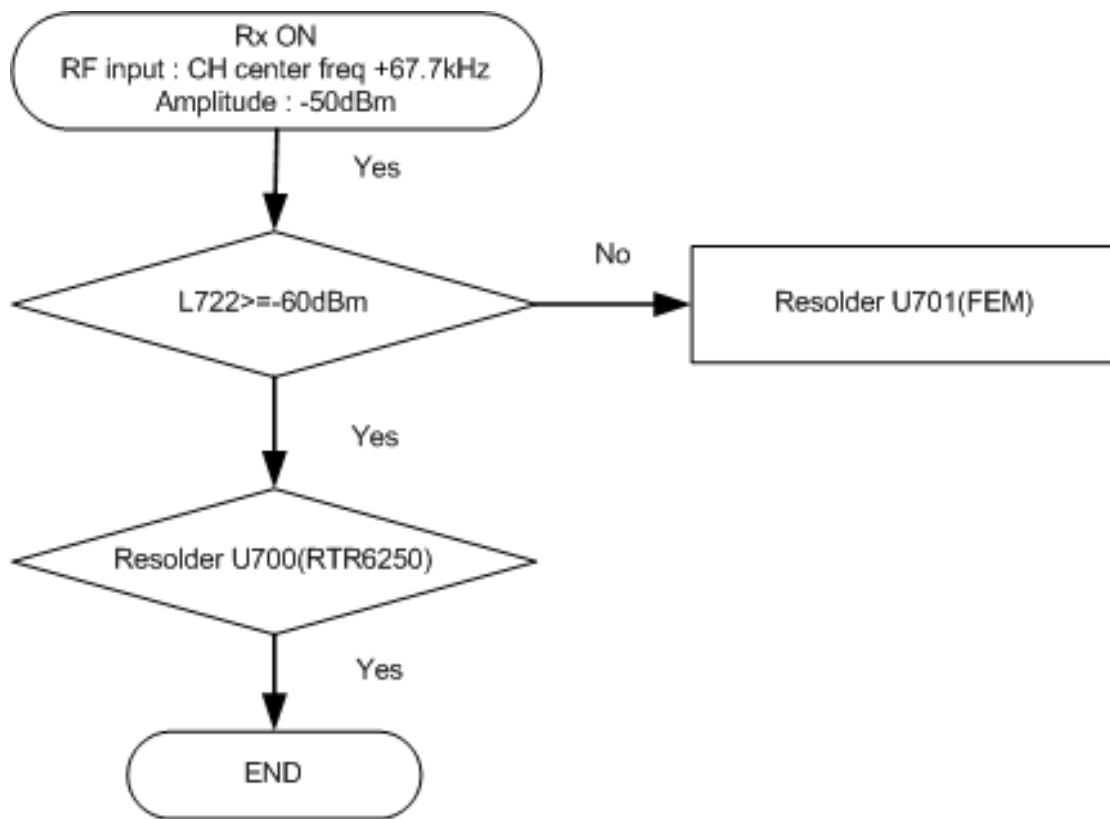 Rx ON
RF input : CH center freq +67.7kHz
Amplitude : -50dBm
Yes
No
L722>=-60dBm
Resolder U701(FEM)
Yes
Resolder U700(RTR6250)
Yes
END